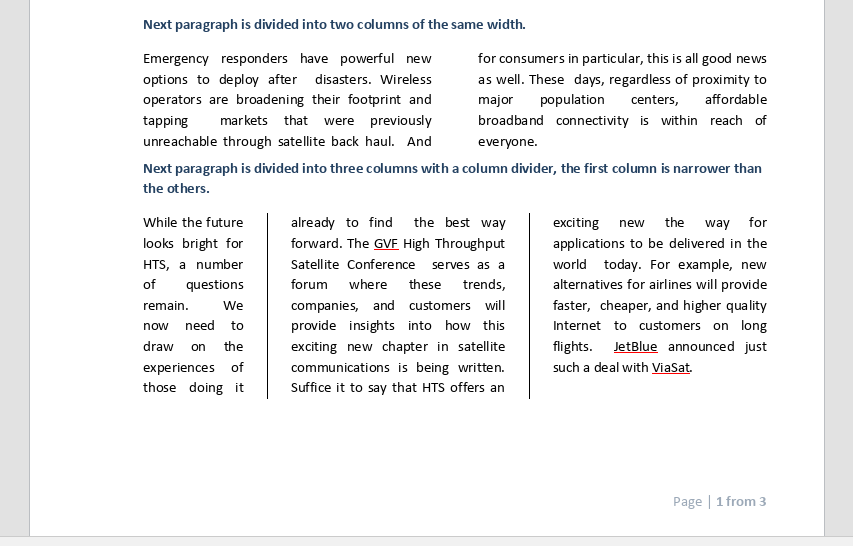 Next paragraph is divided into two columns of the same width.
Emergency responders have powerful new
options to deploy after disasters. Wireless
operators are broadening their footprint and
tapping markets that were previously
unreachable through satellite back haul. And
for consumers in particular, this is all good news
as well. These days, regardless of proximity to
major population centers, affordable
broadband connectivity is within reach of
everyone.
Next paragraph is divided into three columns with a column divider, the first column is narrower than
the others.
While the future
looks bright for
HTS, a number
of questions
remain. We
now need to
draw on the
experiences of
those doing it
already to find the best way
forward. The GVF High Throughput
Satellite Conference serves as a
forum where these trends,
companies, and customers will
provide insights into how this
exciting new chapter in satellite
communications is being written.
Suffice it to say that HTS offers an
exciting new the way for
applications to be delivered in the
world today. For example, new
alternatives for airlines will provide
faster, cheaper, and higher quality
Internet to customers on long
flights. JetBlue announced just
such a deal with ViaSat.
Page | 1 from 3